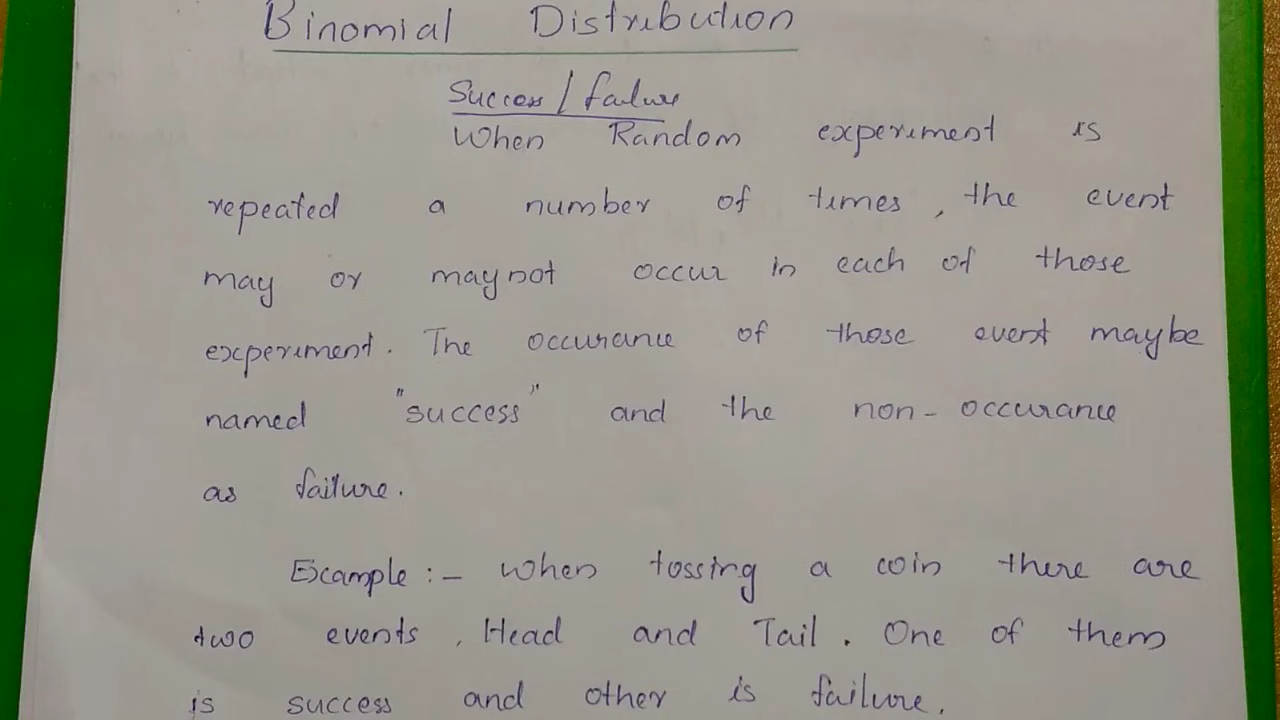 Binomial Distribution
Success / failure
When Random experiment is
repeated a number of times, the event
may or maynot occur in each of those
experiment. The occurance of those event maybe
named "success" and the non-occurance
as failure.
Example :- When tossing a coin there are
two events, Head and Tail. One of them
is success and other is failure.